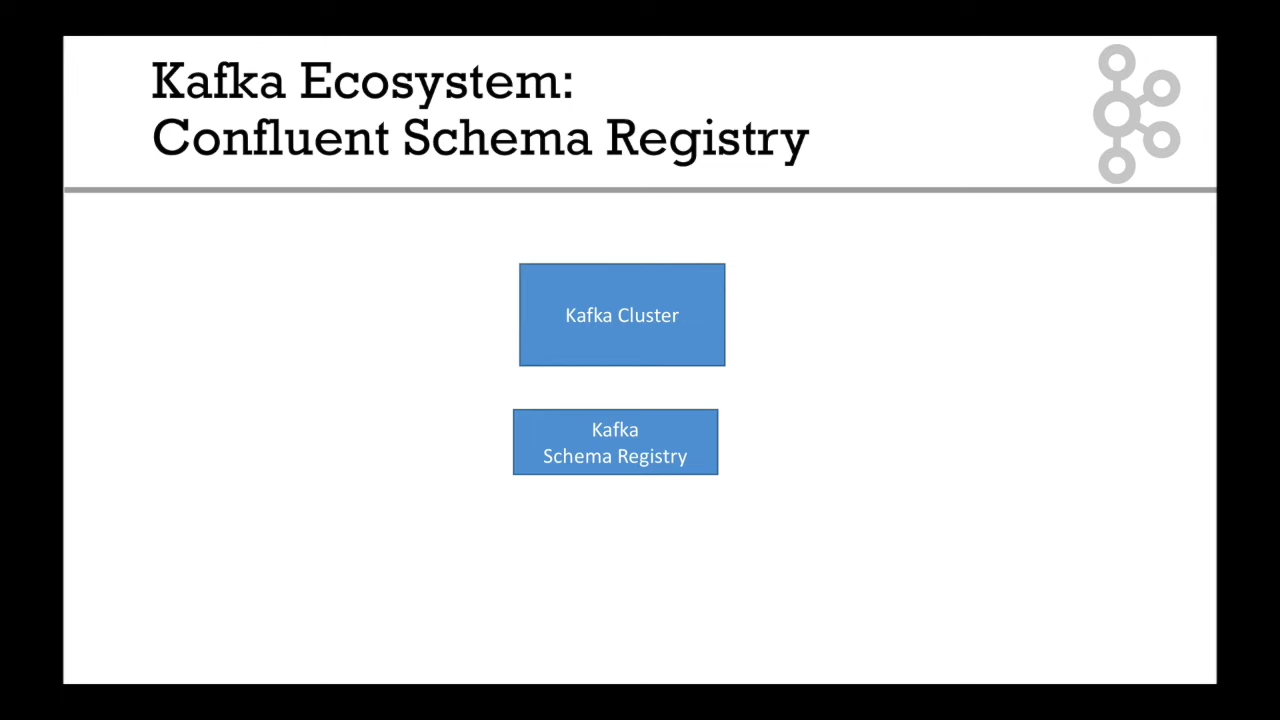 Kafka Ecosystem:
Confluent Schema Registry
Kafka Cluster
Kafka
Schema Registry